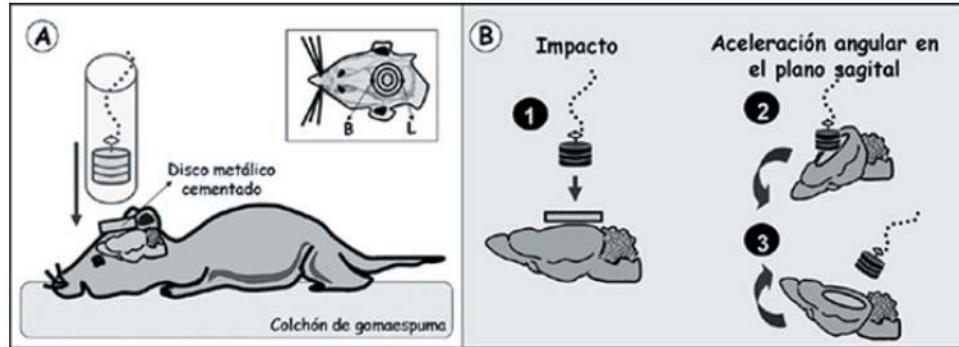 A
B L
Disco metálico
cementado
Colchón de gomaespuma
B
Impacto
1
Aceleración angular en
el plano sagital
2
3